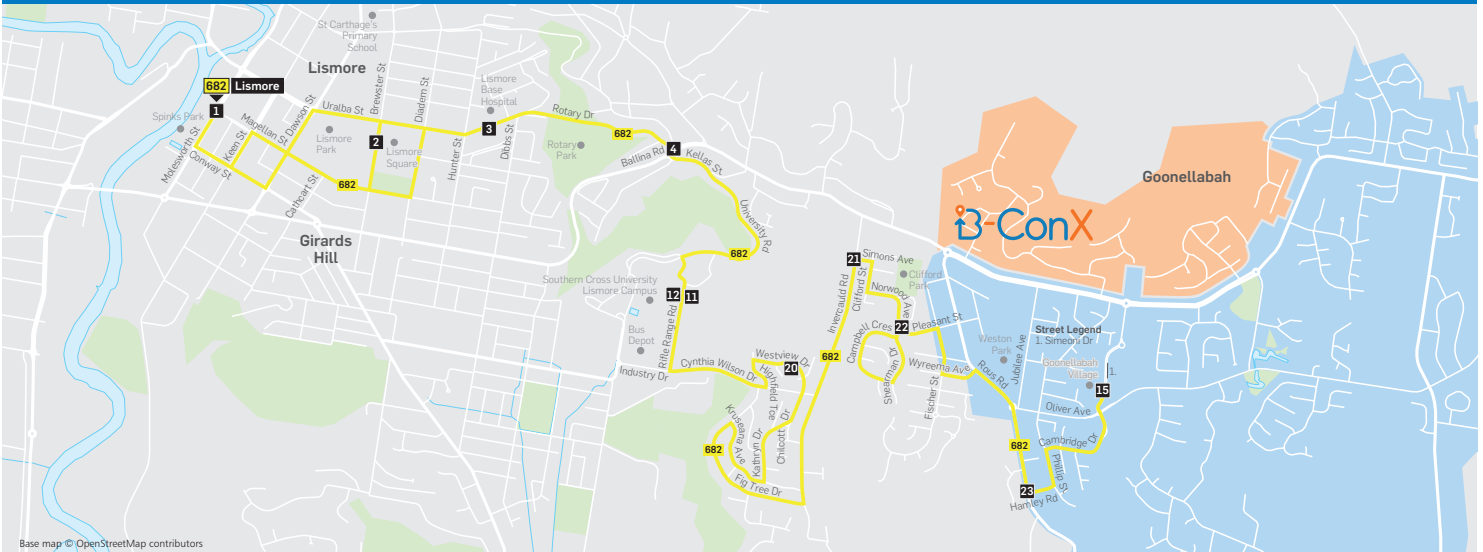 St Carthage's
Primary
School
Lismore
682 Lismore
1
Spinks Park
Molesworth St
Keen St
Magellan St
Conway St
Dawson St
Uralba St
Lismore
Park
Brewster St
2
Lismore
Square
Diadem St
Cathcart St
682
Lismore
Base
Hospital
3
Hunter St
Dibbs St
Rotary Dr
Rotary
Park
682
Ballina Rd
4
Kellas St
University Rd
682
Girards
Hill
Southern Cross University
Lismore Campus
12
11
Rifle Range Rd
Bus
Depot
Industry Dr
Cynthia Wilson Dr
Westview Dr
20
Highfield Tce
Chilcott Dr
Kathryn Dr
Kruseana Ave
682
Fig Tree Dr
682
Invercauld Rd
21
Simons Ave
Clifford St
Clifford
Park
Norwood Ave
22
Pleasant St
Campbell Cres
Shearman Dr
Wyreema Ave
Fischer St
Goonellabah
B-ConX
Weston
Park
Rous Rd
Jubilee Ave
Street Legend
1. Simeoni Dr
Goonellabah
Village
1.
15
Oliver Ave
Cambridge Dr
682
Phillip St
23
Hamley Rd
Base map © OpenStreetMap contributors